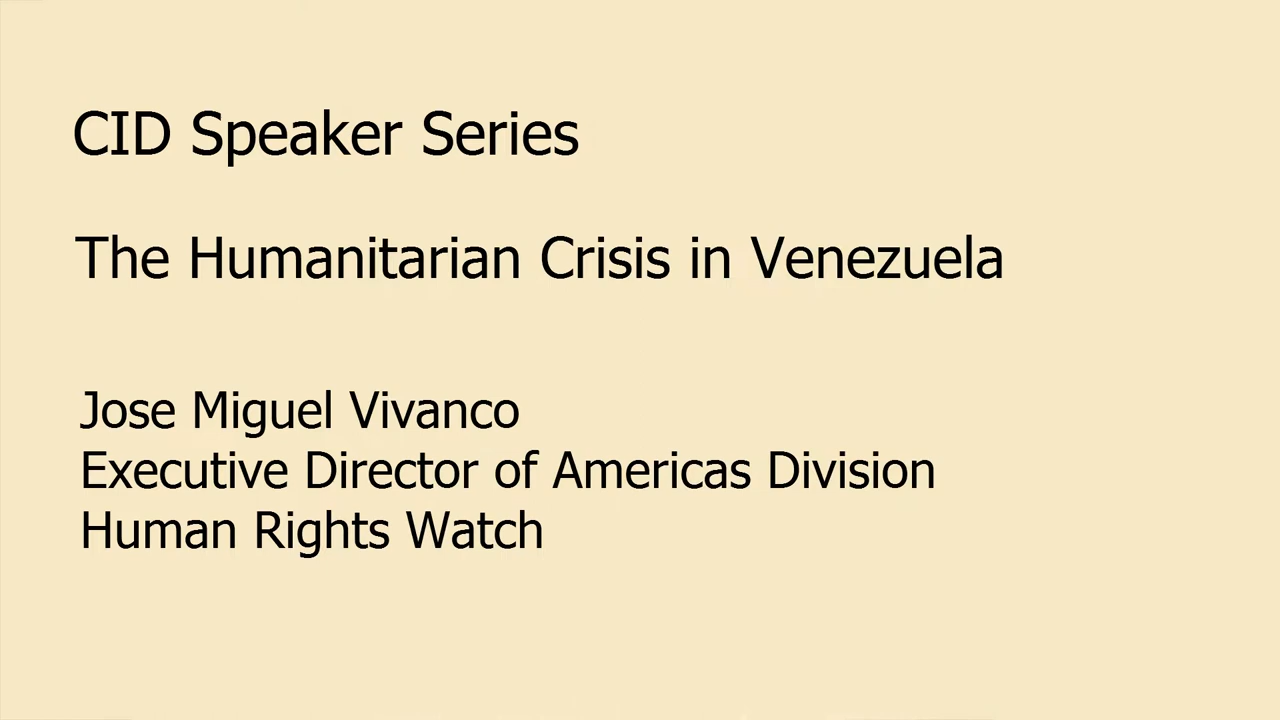 CID Speaker Series
The Humanitarian Crisis in Venezuela
Jose Miguel Vivanco
Executive Director of Americas Division
Human Rights Watch